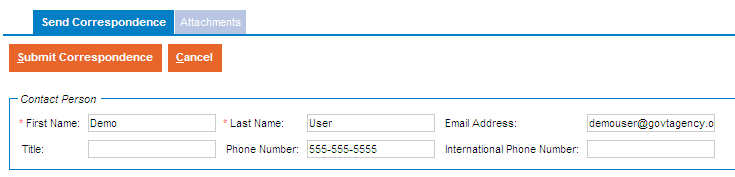 Send Correspondence Attachments
Submit Correspondence Cancel
Contact Person
* First Name: Demo * Last Name: User Email Address: demouser@govtagency.o
Title: Phone Number: 555-555-5555 International Phone Number: